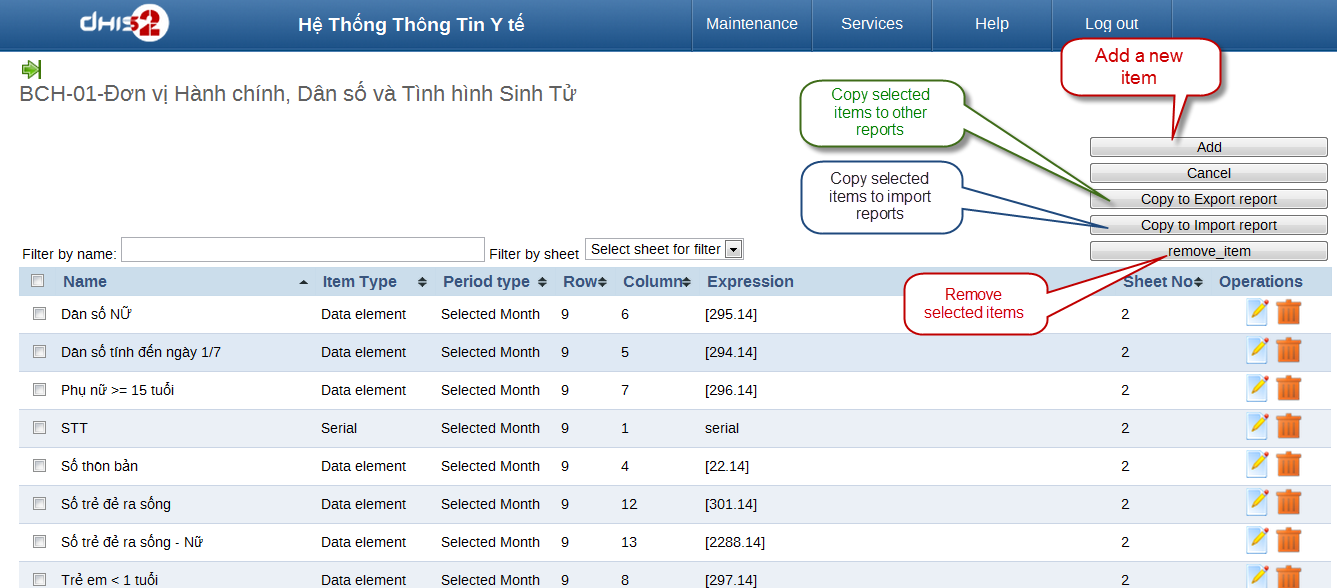 dHIS2 Hệ Thống Thông Tin Y tế Maintenance Services Help Log out
Add a new
item
BCH-01-Đơn vị Hành chính, Dân số và Tình hình Sinh Tử
Copy selected
items to other
reports
Add
Cancel
Copy selected
items to import
reports
Copy to Export report
Copy to Import report
Filter by name: Filter by sheet Select sheet for filter remove_item
Name Item Type Period type Row Column Expression Sheet No Operations
Remove
selected items
Dân số NỮ Data element Selected Month 9 6 [295.14] 2
Dân số tính đến ngày 1/7 Data element Selected Month 9 5 [294.14] 2
Phụ nữ >= 15 tuổi Data element Selected Month 9 7 [296.14] 2
STT Serial Selected Month 9 1 serial 2
Số thôn bản Data element Selected Month 9 4 [22.14] 2
Số trẻ đẻ ra sống Data element Selected Month 9 12 [301.14] 2
Số trẻ đẻ ra sống - Nữ Data element Selected Month 9 13 [2288.14] 2
Trẻ em < 1 tuổi Data element Selected Month 9 8 [297.14] 2